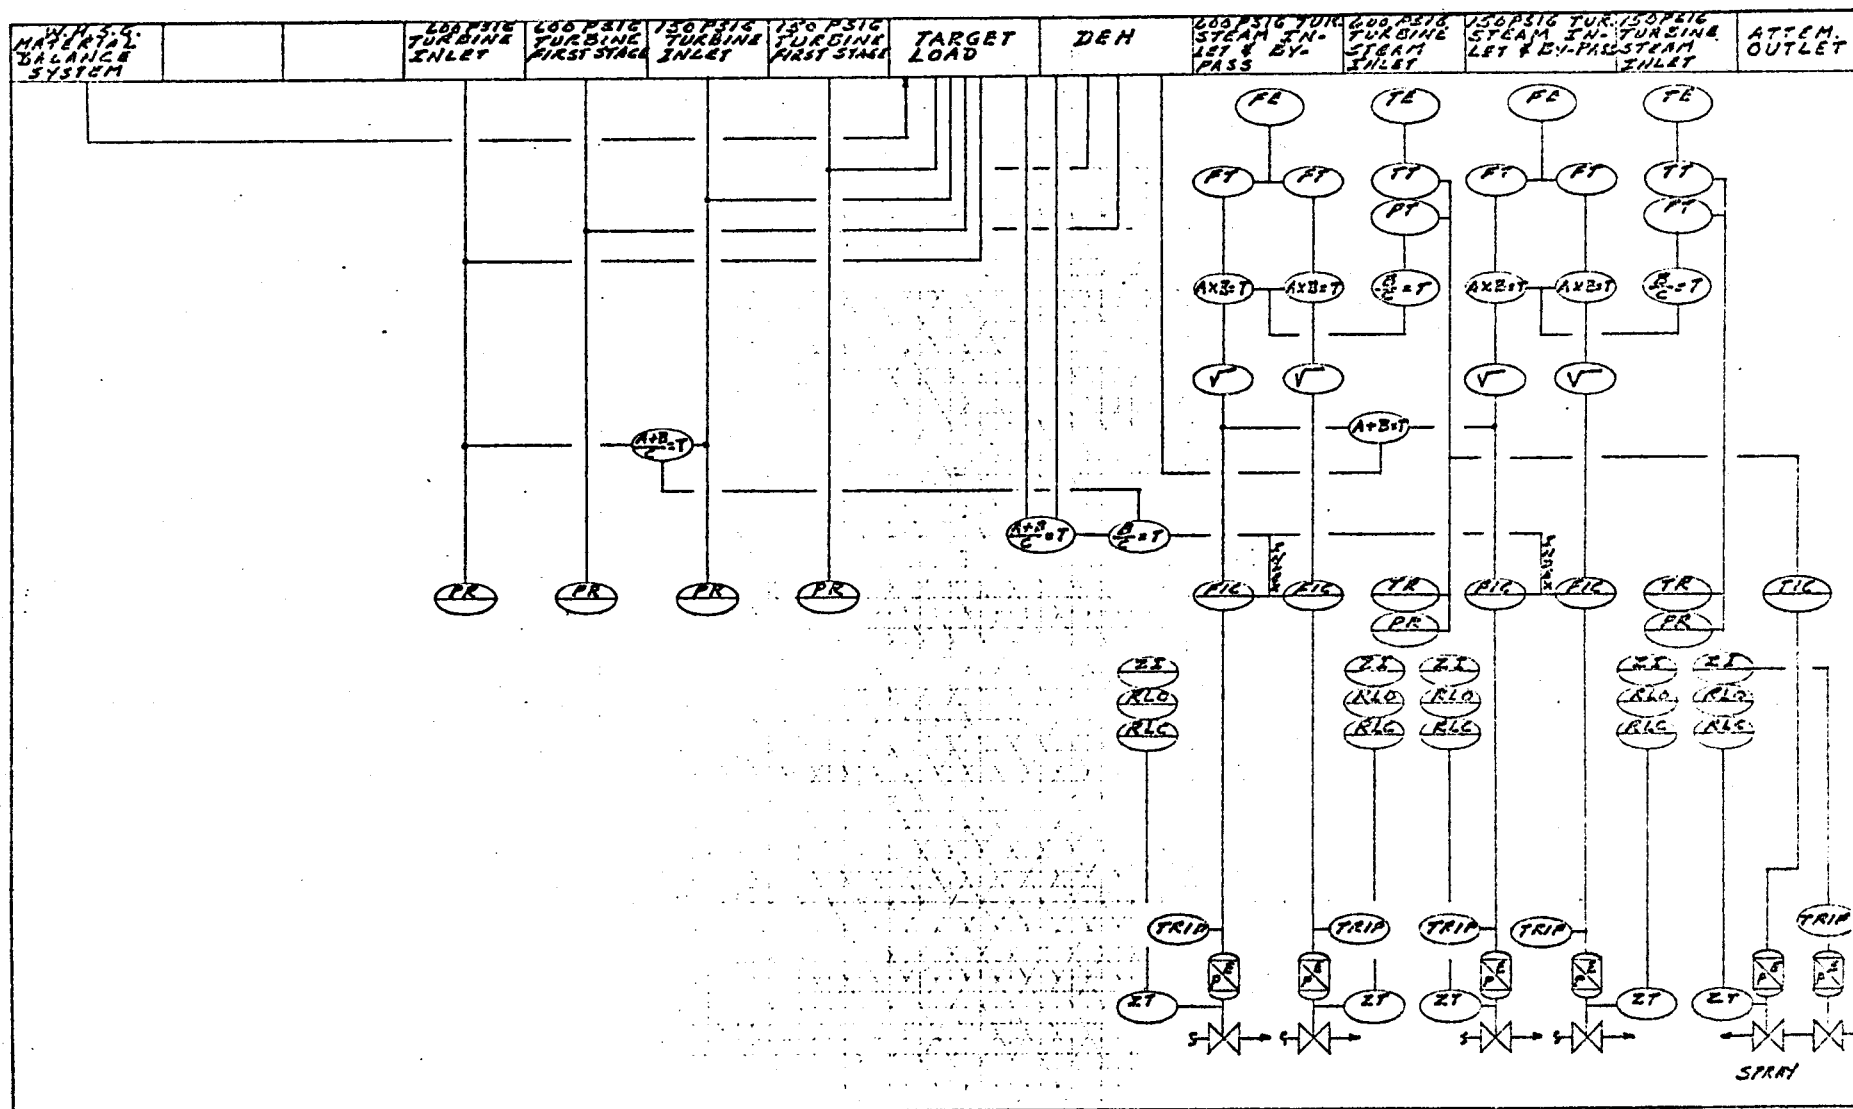 W.H.S.G.
MATERIAL
BALANCE
SYSTEM
600 PSIG
TURBINE
INLET
600 PSIG
TURBINE
FIRST STAGE
150 PSIG
TURBINE
INLET
150 PSIG
TURBINE
FIRST STAGE
TARGET
LOAD
DEH
600 PSIG TUR.
STEAM IN-
LET & BY-
PASS
600 PSIG
TURBINE
STEAM
INLET
150 PSIG TUR.
STEAM IN-
LET & BY-PASS
150 PSIG
TURBINE
STEAM
INLET
ATTEM.
OUTLET
FE TE FE TE
FT FT TT FT FT TT
PT PT
AXB=T AXB=T B/C=T AXB=T AXB=T B/C=T
√ √ √ √
A+B/C=T A+B=T
A+B/C=T B/C=T
PR PR PR PR FIC FIC TR FIC FIC TR TIC
PR PR
ZI ZI ZI ZI ZI
RLO RLO RLO RLO RLO
RLC RLC RLC RLC RLC
TRIP TRIP TRIP TRIP TRIP
P/E P/E P/E P/E P/E
ZT ZT ZT ZT ZT
S S S S
SPRAY